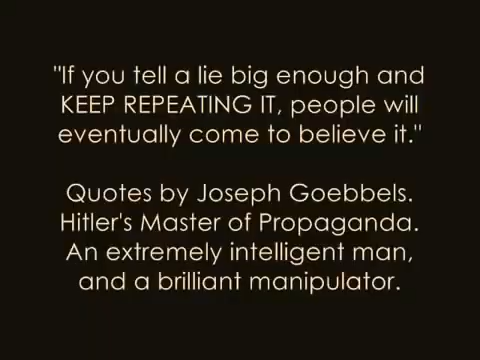 "If you tell a lie big enough and
KEEP REPEATING IT, people will
eventually come to believe it."
Quotes by Joseph Goebbels.
Hitler's Master of Propaganda.
An extremely intelligent man,
and a brilliant manipulator.